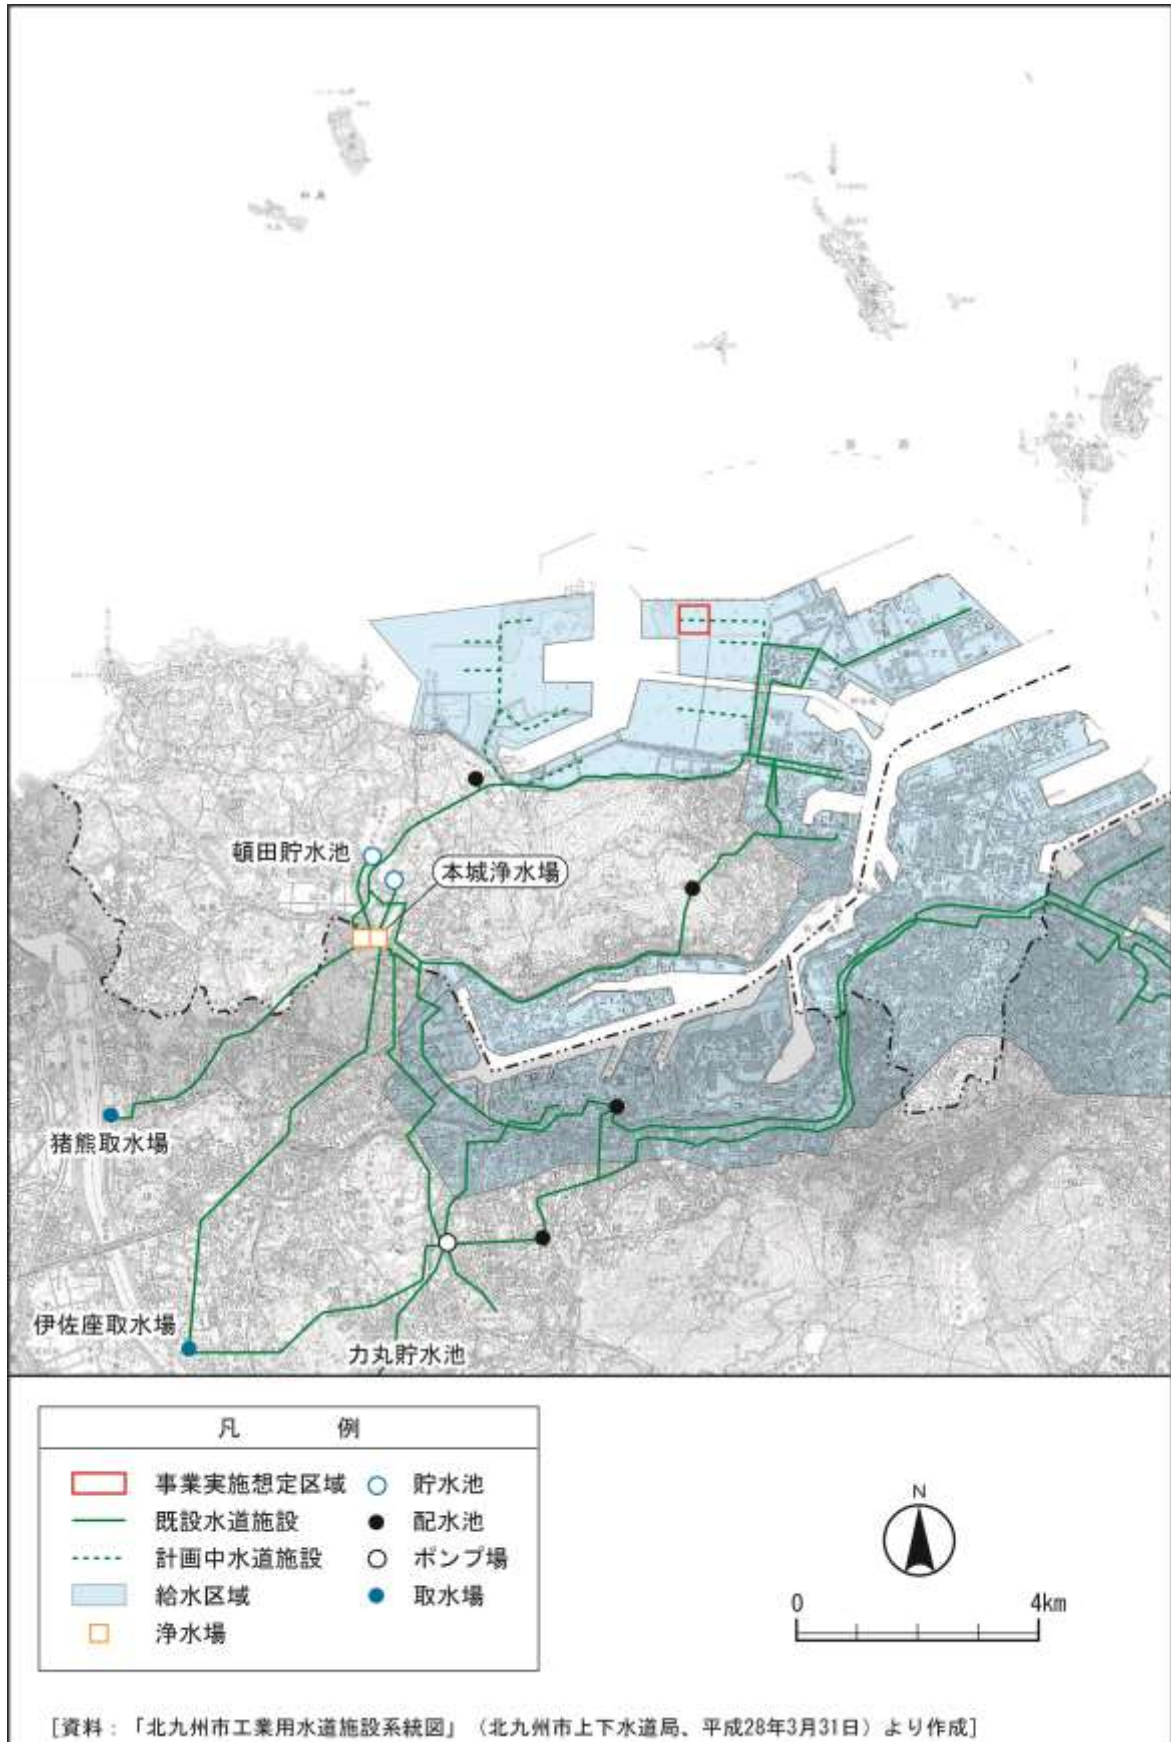 頓田貯水池
本城浄水場
猪熊取水場
伊佐座取水場
力丸貯水池
凡 例
事業実施想定区域
貯水池
既設水道施設
配水池
計画中水道施設
ポンプ場
給水区域
取水場
浄水場
N
0 4km
[資料：「北九州市工業用水道施設系統図」（北九州市上下水道局、平成28年3月31日）より作成]